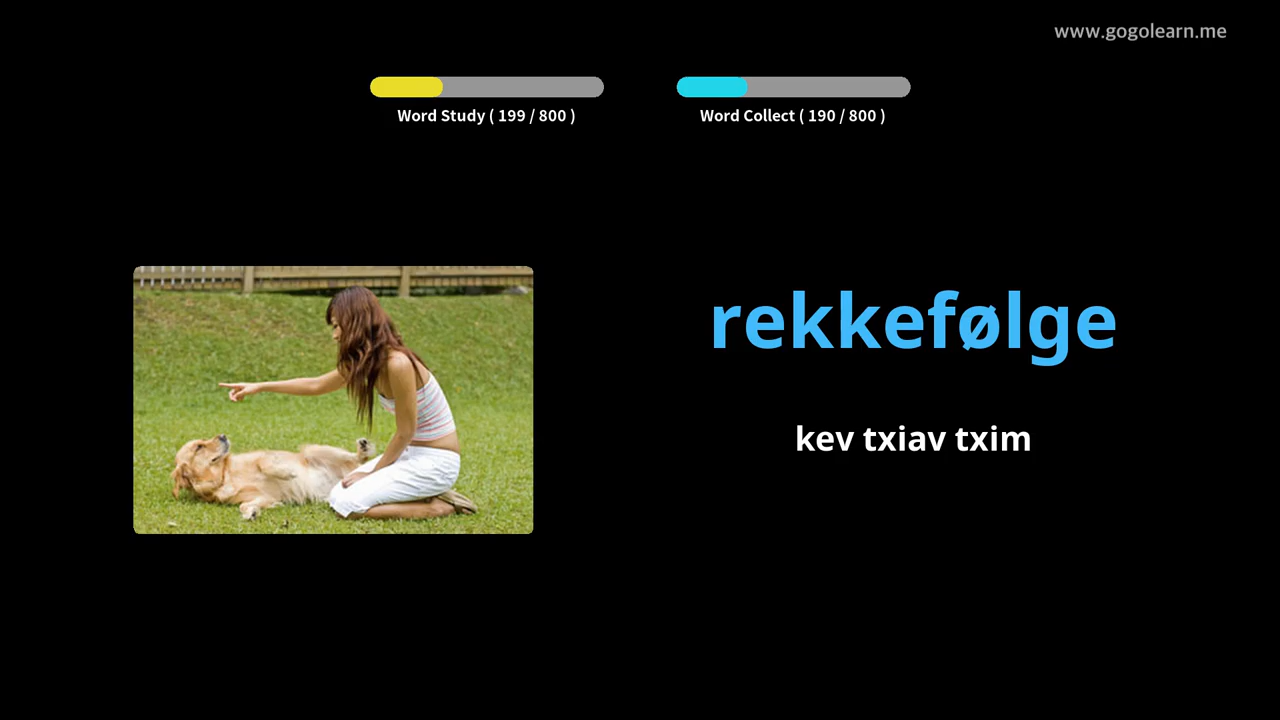 www.gogolearn.me
Word Study ( 199 / 800 )
Word Collect ( 190 / 800 )
rekkefølge
kev txiav txim